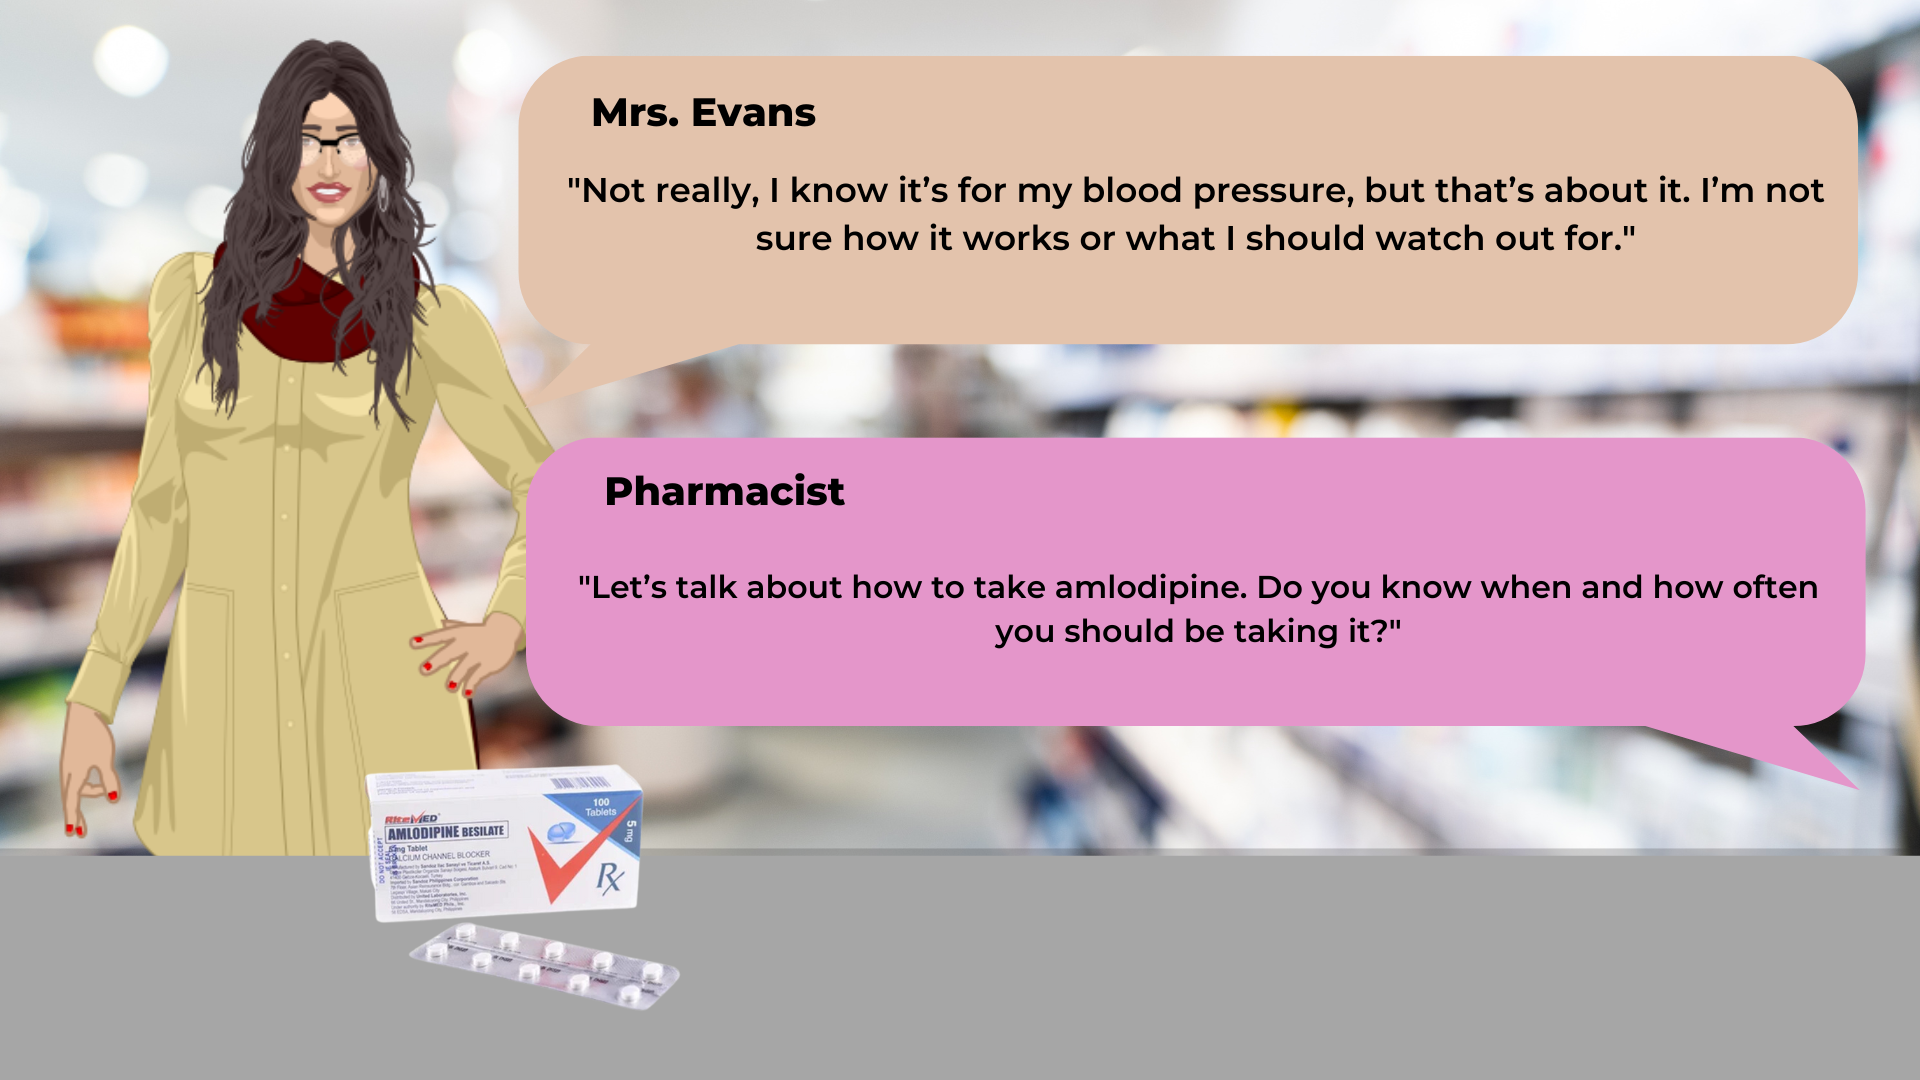 Mrs. Evans
"Not really, I know it’s for my blood pressure, but that’s about it. I’m not
sure how it works or what I should watch out for."
Pharmacist
"Let’s talk about how to take amlodipine. Do you know when and how often
you should be taking it?"
100
Tablets
5 mg
RiteMED
AMLODIPINE BESILATE
5mg Tablet
CALCIUM CHANNEL BLOCKER
Rx